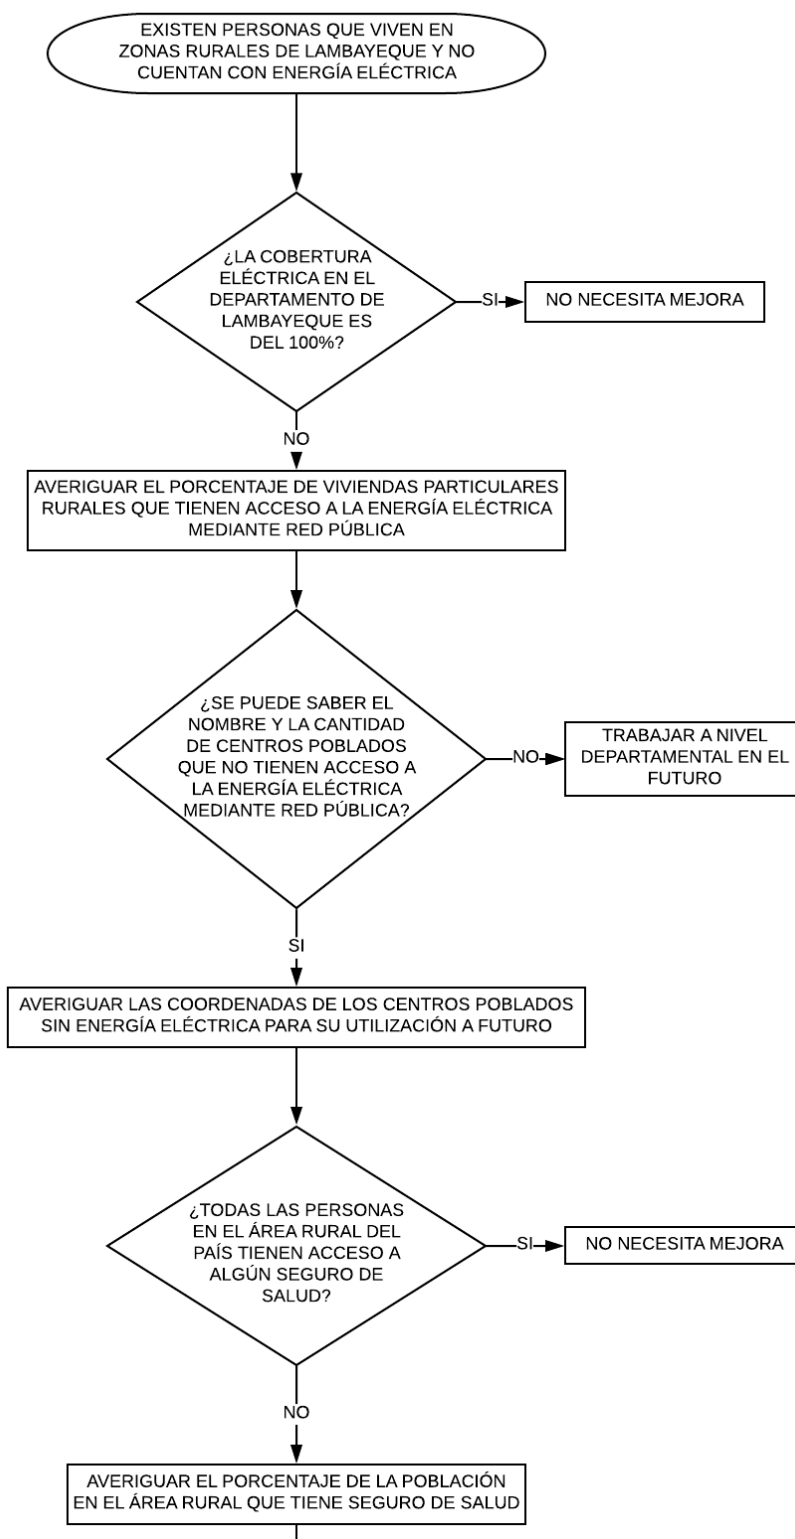 EXISTEN PERSONAS QUE VIVEN EN
ZONAS RURALES DE LAMBAYEQUE Y NO
CUENTAN CON ENERGÍA ELÉCTRICA
¿LA COBERTURA
ELÉCTRICA EN EL
DEPARTAMENTO DE
LAMBAYEQUE ES
DEL 100%?
SI
NO NECESITA MEJORA
NO
AVERIGUAR EL PORCENTAJE DE VIVIENDAS PARTICULARES
RURALES QUE TIENEN ACCESO A LA ENERGÍA ELÉCTRICA
MEDIANTE RED PÚBLICA
¿SE PUEDE SABER EL
NOMBRE Y LA CANTIDAD
DE CENTROS POBLADOS
QUE NO TIENEN ACCESO A
LA ENERGÍA ELÉCTRICA
MEDIANTE RED PÚBLICA?
NO
TRABAJAR A NIVEL
DEPARTAMENTAL EN EL
FUTURO
SI
AVERIGUAR LAS COORDENADAS DE LOS CENTROS POBLADOS
SIN ENERGÍA ELÉCTRICA PARA SU UTILIZACIÓN A FUTURO
¿TODAS LAS PERSONAS
EN EL ÁREA RURAL DEL
PAÍS TIENEN ACCESO A
ALGÚN SEGURO DE
SALUD?
SI
NO NECESITA MEJORA
NO
AVERIGUAR EL PORCENTAJE DE LA POBLACIÓN
EN EL ÁREA RURAL QUE TIENE SEGURO DE SALUD